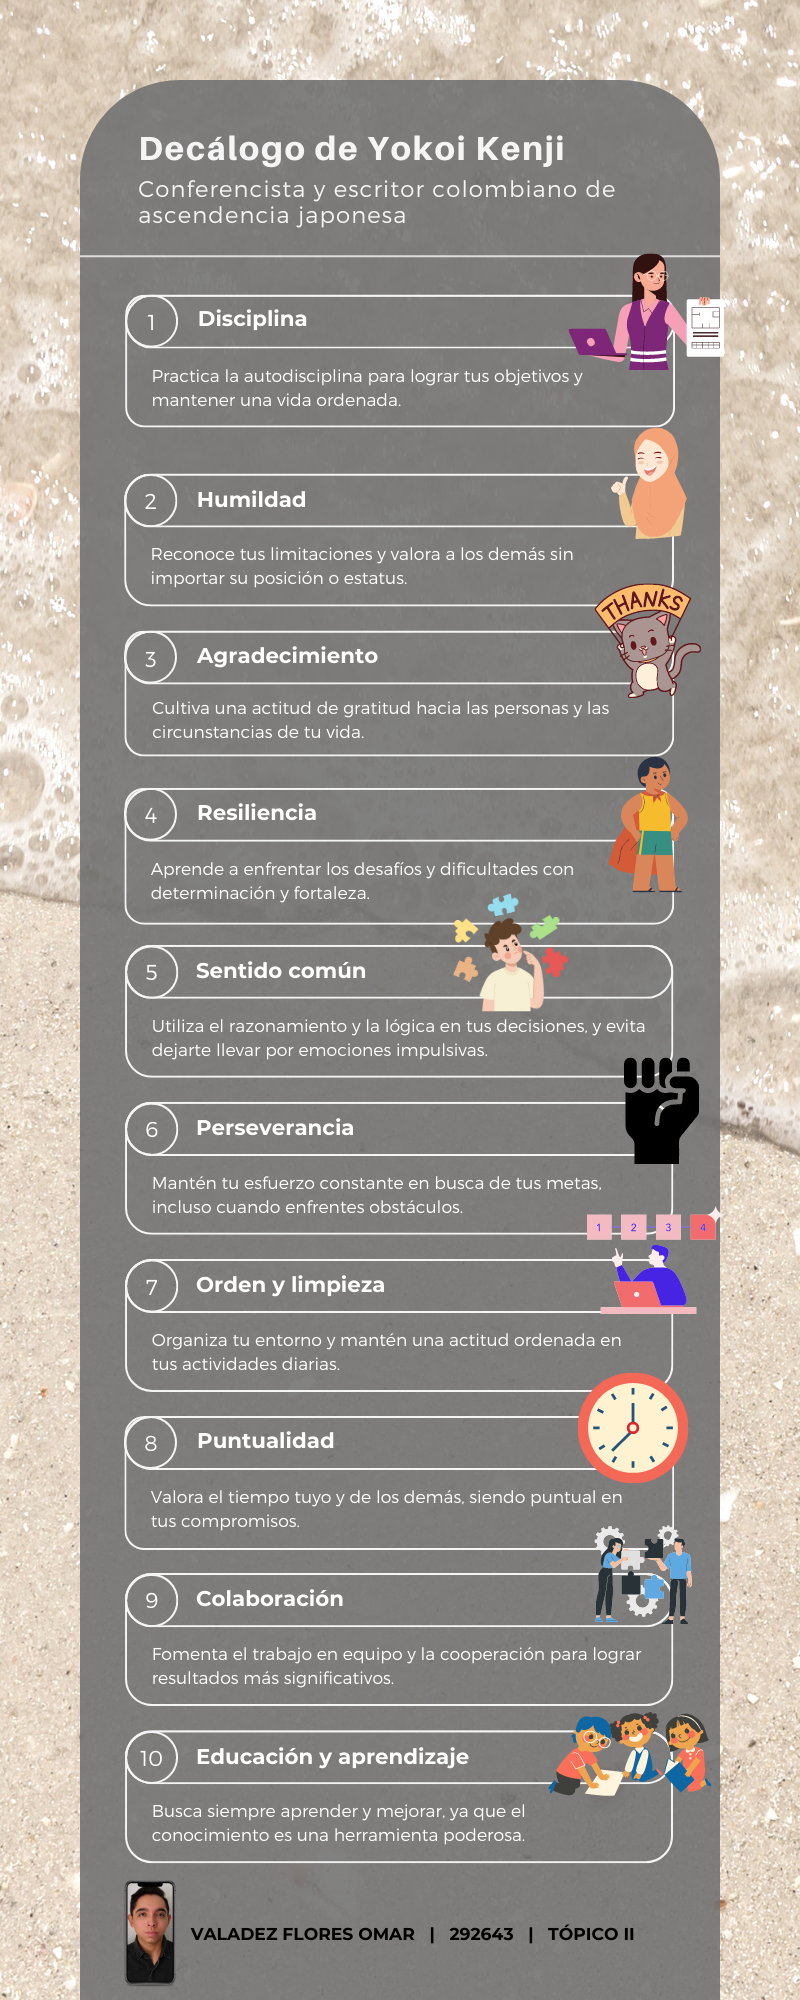 Decálogo de Yokoi Kenji
Conferencista y escritor colombiano de
ascendencia japonesa
1 Disciplina
Practica la autodisciplina para lograr tus objetivos y
mantener una vida ordenada.
2 Humildad
Reconoce tus limitaciones y valora a los demás sin
importar su posición o estatus.
THANKS
3 Agradecimiento
Cultiva una actitud de gratitud hacia las personas y las
circunstancias de tu vida.
4 Resiliencia
Aprende a enfrentar los desafíos y dificultades con
determinación y fortaleza.
5 Sentido común
Utiliza el razonamiento y la lógica en tus decisiones, y evita
dejarte llevar por emociones impulsivas.
6 Perseverancia
Mantén tu esfuerzo constante en busca de tus metas,
incluso cuando enfrentes obstáculos.
1 2 3 4
7 Orden y limpieza
Organiza tu entorno y mantén una actitud ordenada en
tus actividades diarias.
8 Puntualidad
Valora el tiempo tuyo y de los demás, siendo puntual en
tus compromisos.
9 Colaboración
Fomenta el trabajo en equipo y la cooperación para lograr
resultados más significativos.
10 Educación y aprendizaje
Busca siempre aprender y mejorar, ya que el
conocimiento es una herramienta poderosa.
VALADEZ FLORES OMAR | 292643 | TÓPICO II